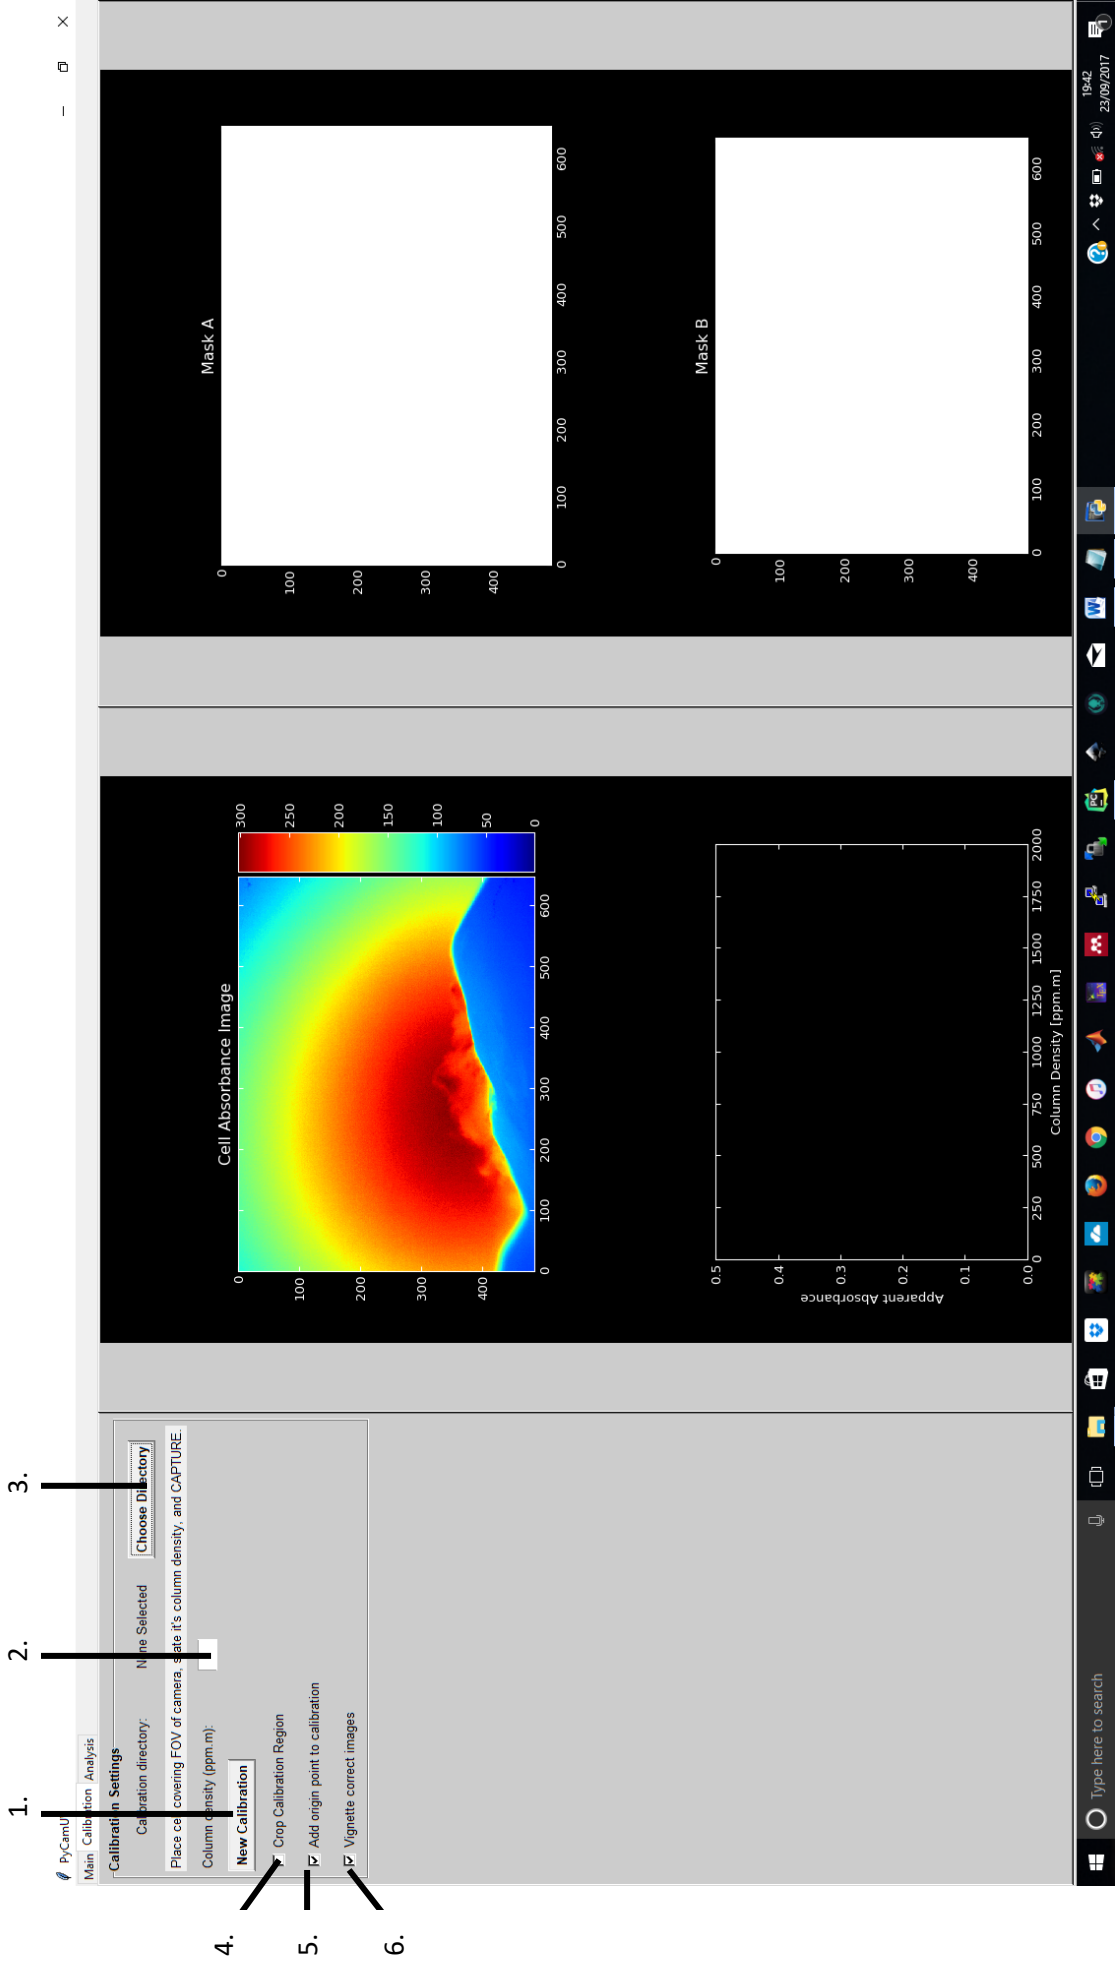 1.
2.
3.
PyCamU
Main Calibration Analysis
Calibration Settings
Calibration directory: None Selected Choose Directory
Place cell covering FOV of camera, state it's column density, and CAPTURE.
Column density (ppm.m):
New Calibration
Crop Calibration Region
Add origin point to calibration
Vignette correct images
4.
5.
6.
Cell Absorbance Image
0
100
200
300
400
0 100 200 300 400 500 600
300
250
200
150
100
50
0
Apparent Absorbance
0.5
0.4
0.3
0.2
0.1
0.0
0 250 500 750 1000 1250 1500 1750 2000
Column Density [ppm.m]
Mask A
0
100
200
300
400
0 100 200 300 400 500 600
Mask B
0
100
200
300
400
0 100 200 300 400 500 600
Type here to search
PC
W
19:42
23/09/2017
1